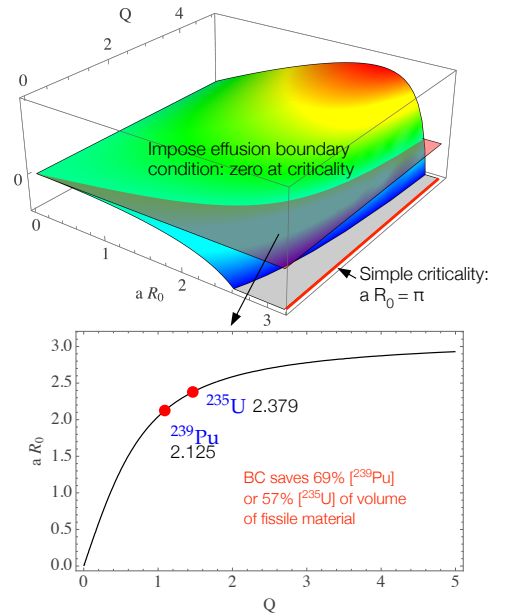 Q
0
2
4
0
Impose effusion boundary
condition: zero at criticality
0
1
2
3
a R₀
Simple criticality:
a R₀ = π
3.0
2.5
2.0
1.5
1.0
0.5
0.0
a R₀
²³⁵U 2.379
²³⁹Pu
2.125
BC saves 69% [²³⁹Pu]
or 57% [²³⁵U] of volume
of fissile material
0
1
2
3
4
5
Q